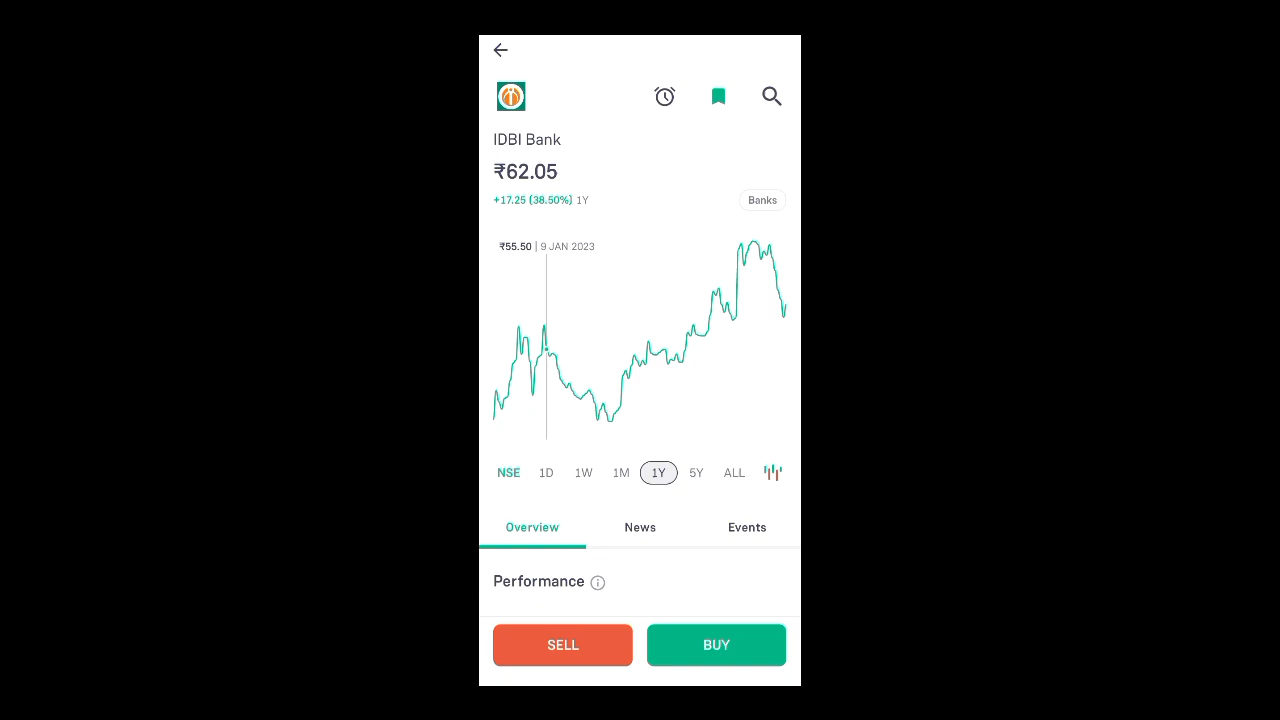 IDBI Bank
₹62.05
+17.25 (38.50%) 1Y
Banks
₹55.50 | 9 JAN 2023
NSE 1D 1W 1M 1Y 5Y ALL
Overview News Events
Performance
SELL BUY